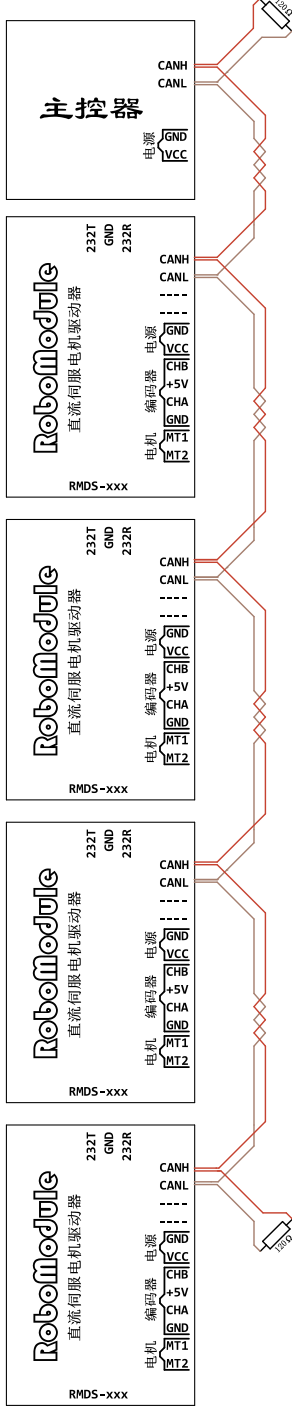 120Ω
CANH
CANL
主控器
电源
GND
VCC
232T
GND
232R
CANH
CANL
----
----
RoboModule
直流伺服电机驱动器
电源
GND
VCC
编码器
CHB
+5V
CHA
GND
电机
MT1
MT2
RMDS-xxx
232T
GND
232R
CANH
CANL
----
----
RoboModule
直流伺服电机驱动器
电源
GND
VCC
编码器
CHB
+5V
CHA
GND
电机
MT1
MT2
RMDS-xxx
232T
GND
232R
CANH
CANL
----
----
RoboModule
直流伺服电机驱动器
电源
GND
VCC
编码器
CHB
+5V
CHA
GND
电机
MT1
MT2
RMDS-xxx
232T
GND
232R
CANH
CANL
----
----
RoboModule
直流伺服电机驱动器
电源
GND
VCC
编码器
CHB
+5V
CHA
GND
电机
MT1
MT2
RMDS-xxx
120Ω